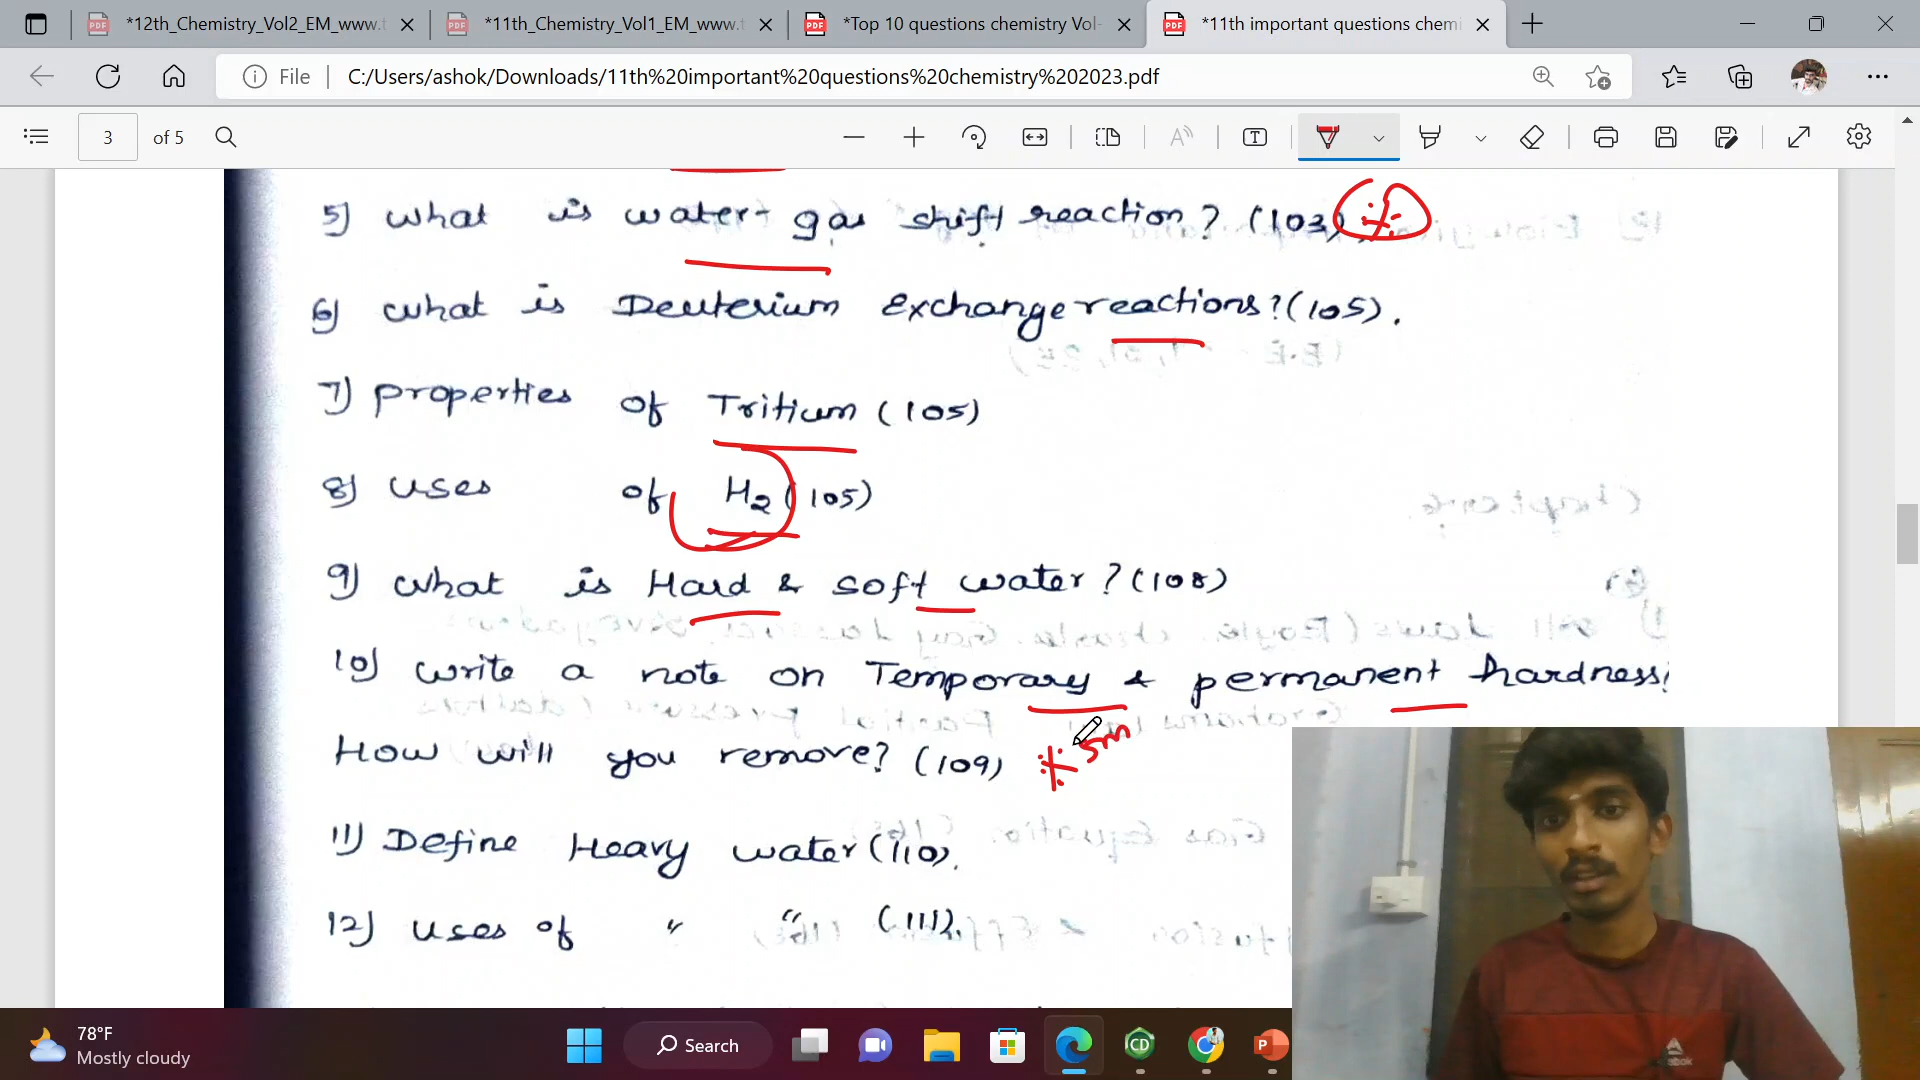 *12th_Chemistry_Vol2_EM_www.t
*11th_Chemistry_Vol1_EM_www.t
*Top 10 questions chemistry Vol-
*11th important questions chemi
File
C:/Users/ashok/Downloads/11th%20important%20questions%20chemistry%202023.pdf
3 of 5
5) What is water-gas shift reaction? (103)
6) What is Deuterium Exchange reactions? (105).
7) properties of Tritium (105)
8) uses of H2 (105)
9) What is Hard & soft water? (108)
10) write a note on Temporary & permanent hardness.
How will you remove? (109) 5m
11) Define Heavy water (110).
12) uses of " " (111).
78°F
Mostly cloudy
Search